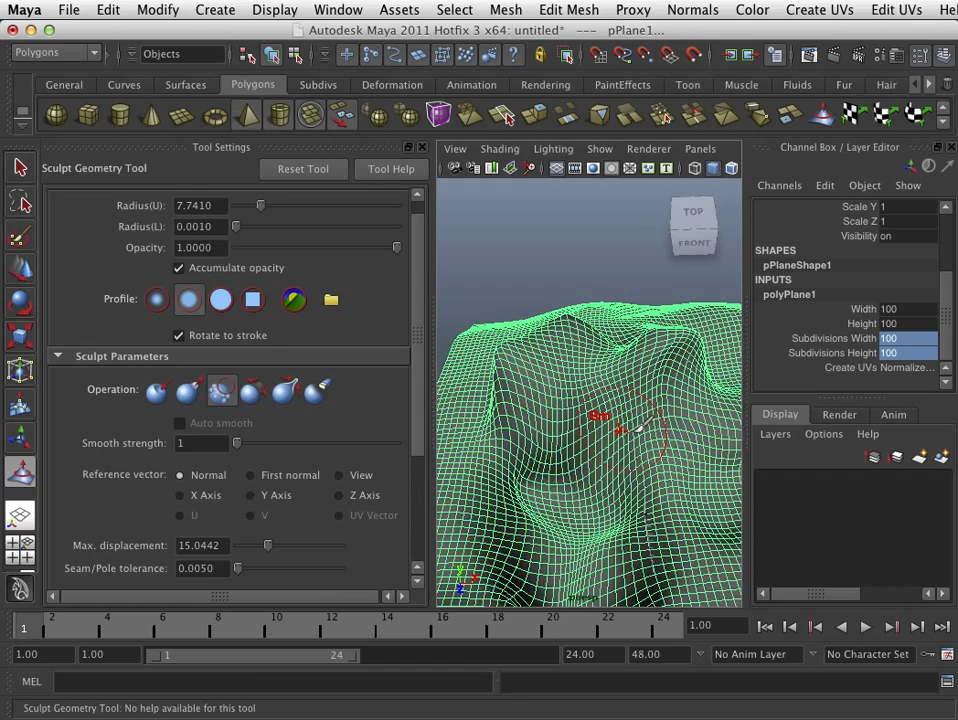 Maya File Edit Modify Create Display Window Assets Select Mesh Edit Mesh Proxy Normals Color Create UVs Edit UVs He
Autodesk Maya 2011 Hotfix 3 x64: untitled* --- pPlane1...
Polygons Objects
General Curves Surfaces Polygons Subdivs Deformation Animation Dynamics Rendering PaintEffects Toon Muscle Fluids Fur Hair
Tool Settings
Sculpt Geometry Tool Reset Tool Tool Help
Radius(U): 7.7410
Radius(L): 0.0010
Opacity: 1.0000
Accumulate opacity
Profile:
Rotate to stroke
Sculpt Parameters
Operation:
Auto smooth
Smooth strength: 1
Reference vector: Normal First normal View
X Axis Y Axis Z Axis
U V UV Vector
Max. displacement: 15.0442
Seam/Pole tolerance: 0.0050
View Shading Lighting Show Renderer Panels
TOP
FRONT
Sm
Channel Box / Layer Editor
Channels Edit Object Show
Scale Y 1
Scale Z 1
Visibility on
SHAPES
pPlaneShape1
INPUTS
polyPlane1
Width 100
Height 100
Subdivisions Width 100
Subdivisions Height 100
Create UVs Normalize...
Display Render Anim
Layers Options Help
1 2 4 6 8 10 12 14 16 18 20 22 24 1.00
1.00 1.00 1 24 24.00 48.00 No Anim Layer No Character Set
MEL
Sculpt Geometry Tool: No help available for this tool